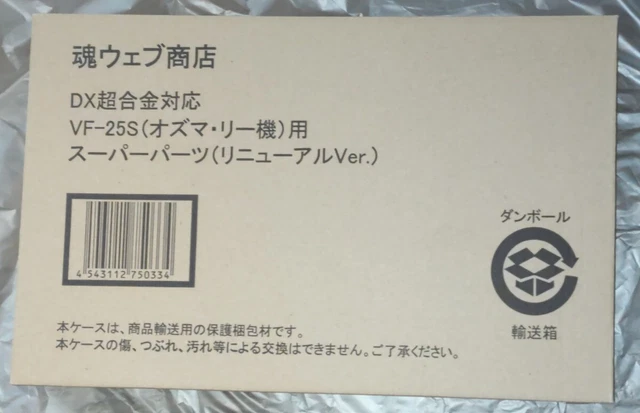 魂ウェブ商店
DX超合金対応
VF-25S(オズマ・リー機)用
スーパーパーツ(リニューアルVer.)
4 543112 750334
ダンボール
輸送箱
本ケースは、商品輸送用の保護梱包材です。
本ケースの傷、つぶれ、汚れ等による交換はできません。ご了承ください。